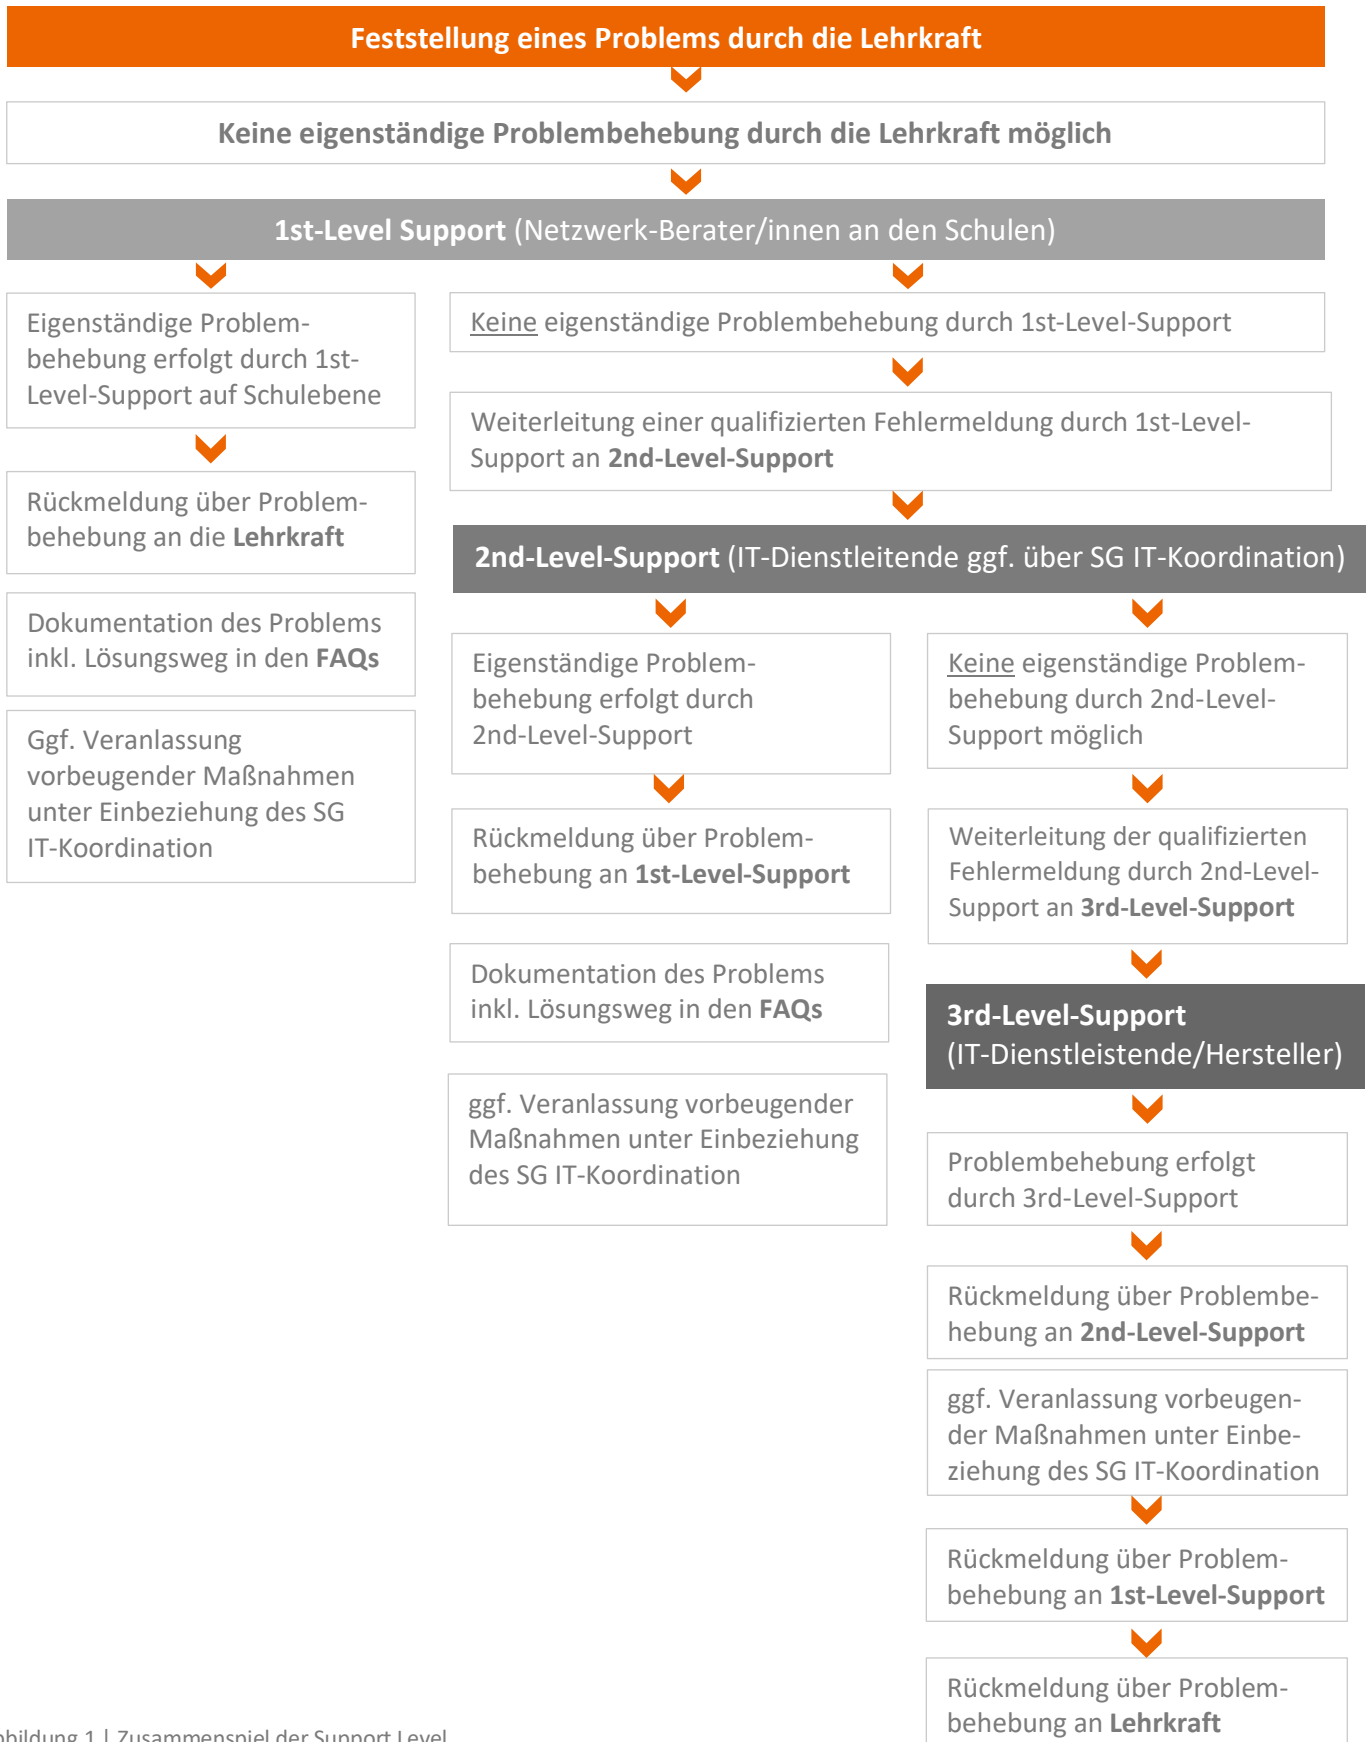 Feststellung eines Problems durch die Lehrkraft
Keine eigenständige Problembehebung durch die Lehrkraft möglich
1st-Level Support (Netzwerk-Berater/innen an den Schulen)
Eigenständige Problem-
behebung erfolgt durch 1st-
Level-Support auf Schulebene
Rückmeldung über Problem-
behebung an die Lehrkraft
Dokumentation des Problems
inkl. Lösungsweg in den FAQs
Ggf. Veranlassung
vorbeugender Maßnahmen
unter Einbeziehung des SG
IT-Koordination
Keine eigenständige Problembehebung durch 1st-Level-Support
Weiterleitung einer qualifizierten Fehlermeldung durch 1st-Level-
Support an 2nd-Level-Support
2nd-Level-Support (IT-Dienstleitende ggf. über SG IT-Koordination)
Eigenständige Problem-
behebung erfolgt durch
2nd-Level-Support
Rückmeldung über Problem-
behebung an 1st-Level-Support
Dokumentation des Problems
inkl. Lösungsweg in den FAQs
ggf. Veranlassung vorbeugender
Maßnahmen unter Einbeziehung
des SG IT-Koordination
Keine eigenständige Problem-
behebung durch 2nd-Level-
Support möglich
Weiterleitung der qualifizierten
Fehlermeldung durch 2nd-Level-
Support an 3rd-Level-Support
3rd-Level-Support
(IT-Dienstleistende/Hersteller)
Problembehebung erfolgt
durch 3rd-Level-Support
Rückmeldung über Problembe-
hebung an 2nd-Level-Support
ggf. Veranlassung vorbeugen-
der Maßnahmen unter Einbe-
ziehung des SG IT-Koordination
Rückmeldung über Problem-
behebung an 1st-Level-Support
Rückmeldung über Problem-
behebung an Lehrkraft
1 | Zusammenspiel der Support Level